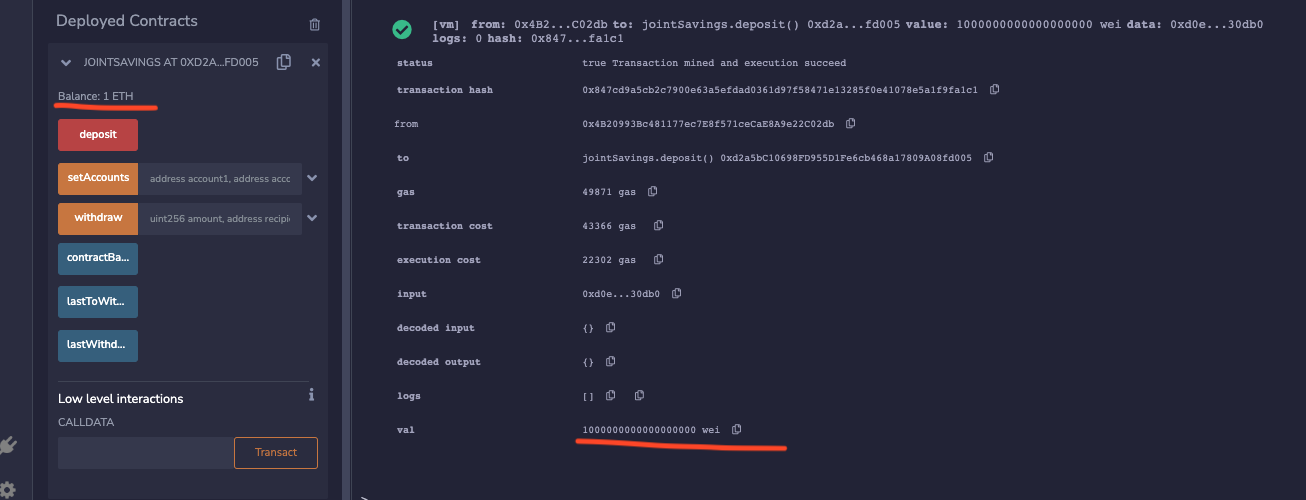 Deployed Contracts
JOINTSAVINGS AT 0XD2A...FD005
Balance: 1 ETH
deposit
setAccounts
address account1, address acco
withdraw
uint256 amount, address recipie
contractBa...
lastToWit...
lastWithd...
Low level interactions
i
CALLDATA
Transact
[vm] from: 0x4B2...C02db to: jointSavings.deposit() 0xd2a...fd005 value: 1000000000000000000 wei data: 0xd0e...30db0
logs: 0 hash: 0x847...fa1c1
status true Transaction mined and execution succeed
transaction hash 0x847cd9a5cb2c7900e63a5efdad0361d97f58471e13285f0e41078e5a1f9fa1c1
from 0x4B20993Bc481177ec7E8f571ceCaE8A9e22C02db
to jointSavings.deposit() 0xd2a5bC10698FD955D1Fe6cb468a17809A08fd005
gas 49871 gas
transaction cost 43366 gas
execution cost 22302 gas
input 0xd0e...30db0
decoded input {}
decoded output {}
logs []
val 1000000000000000000 wei
>